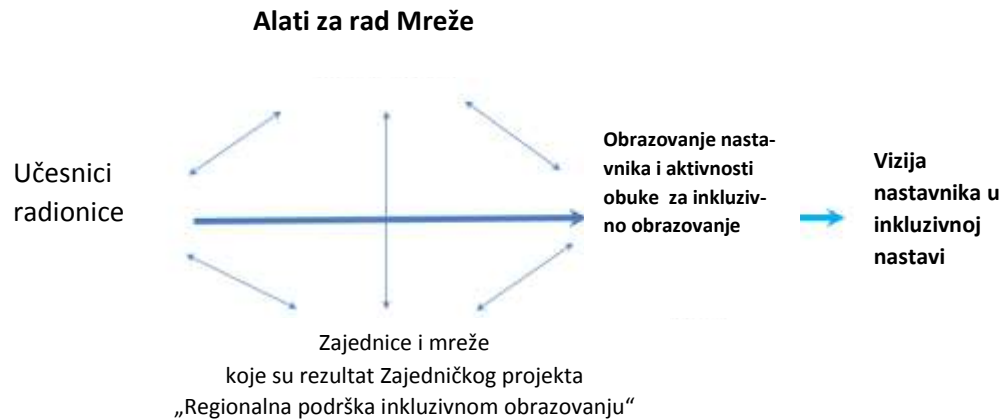 Alati za rad Mreže
Učesnici
radionice
Obrazovanje nasta-
vnika i aktivnosti
obuke za inkluziv-
no obrazovanje
Vizija
nastavnika u
inkluzivnoj
nastavi
Zajednice i mreže
koje su rezultat Zajedničkog projekta
„Regionalna podrška inkluzivnom obrazovanju“